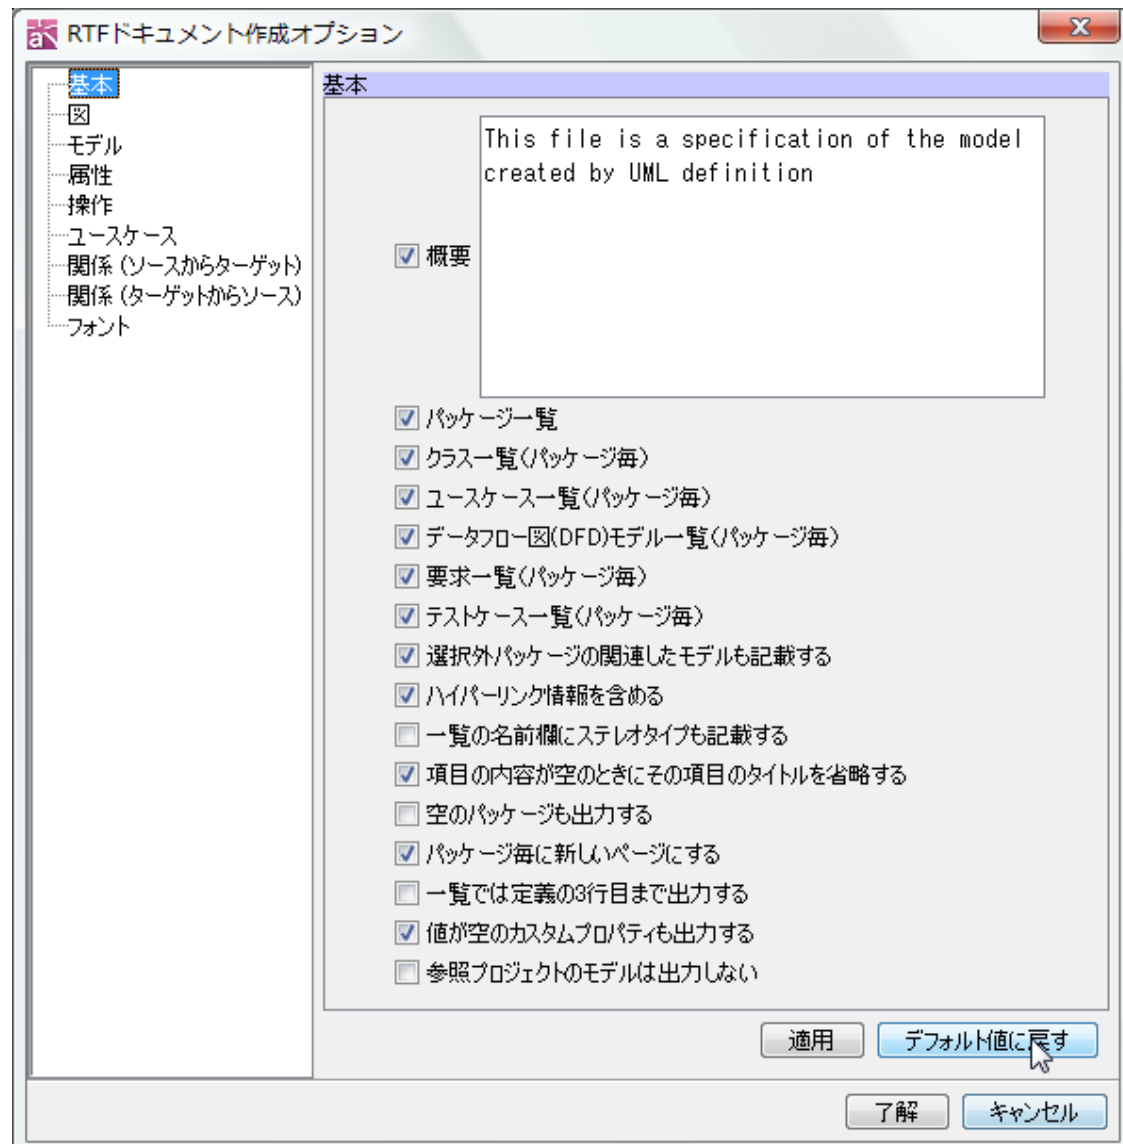 RTFドキュメント作成オプション
基本
図
モデル
属性
操作
ユースケース
関係 (ソースからターゲット)
関係 (ターゲットからソース)
フォント
基本
概要
This file is a specification of the model
created by UML definition
パッケージ一覧
クラス一覧(パッケージ毎)
ユースケース一覧(パッケージ毎)
データフロー図(DFD)モデル一覧(パッケージ毎)
要求一覧(パッケージ毎)
テストケース一覧(パッケージ毎)
選択外パッケージの関連したモデルも記載する
ハイパーリンク情報を含める
一覧の名前欄にステレオタイプも記載する
項目の内容が空のときにその項目のタイトルを省略する
空のパッケージも出力する
パッケージ毎に新しいページにする
一覧では定義の3行目まで出力する
値が空のカスタムプロパティも出力する
参照プロジェクトのモデルは出力しない
適用
デフォルト値に戻す
了解
キャンセル